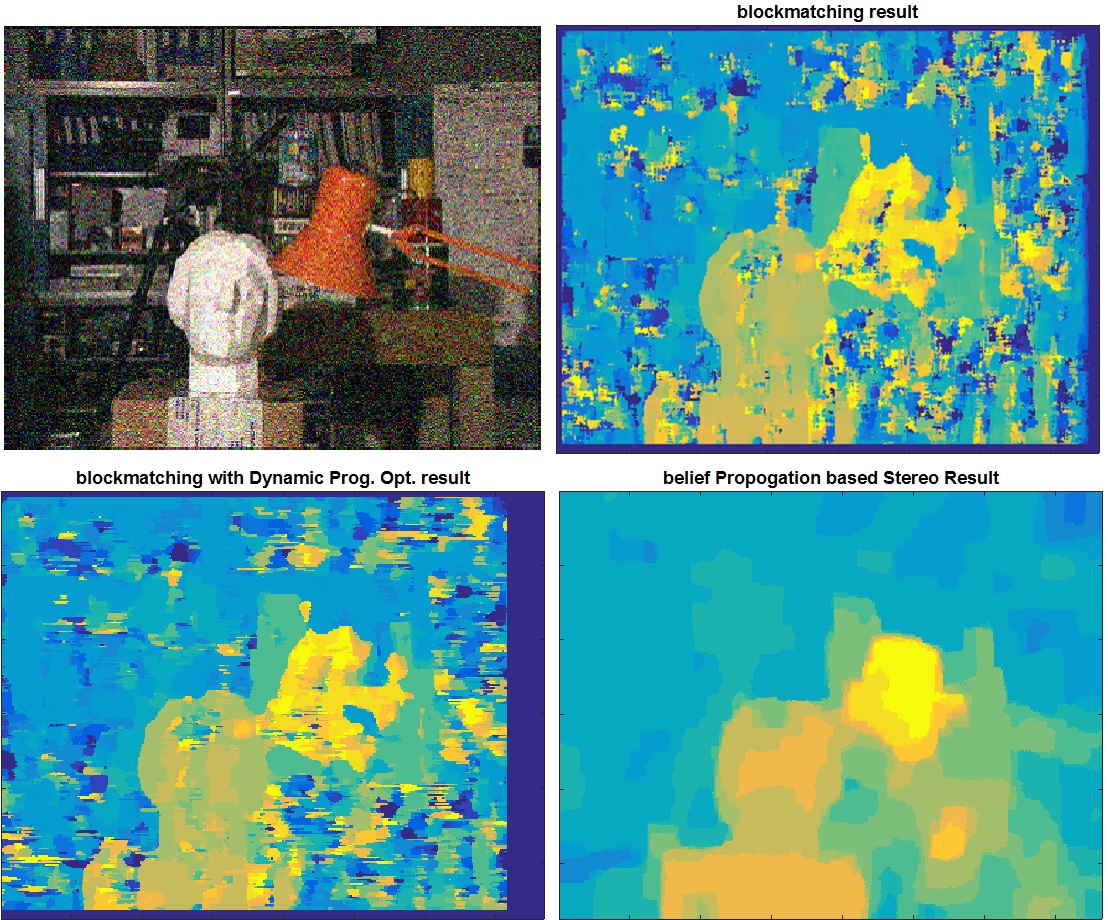 blockmatching result
blockmatching with Dynamic Prog. Opt. result
belief Propogation based Stereo Result